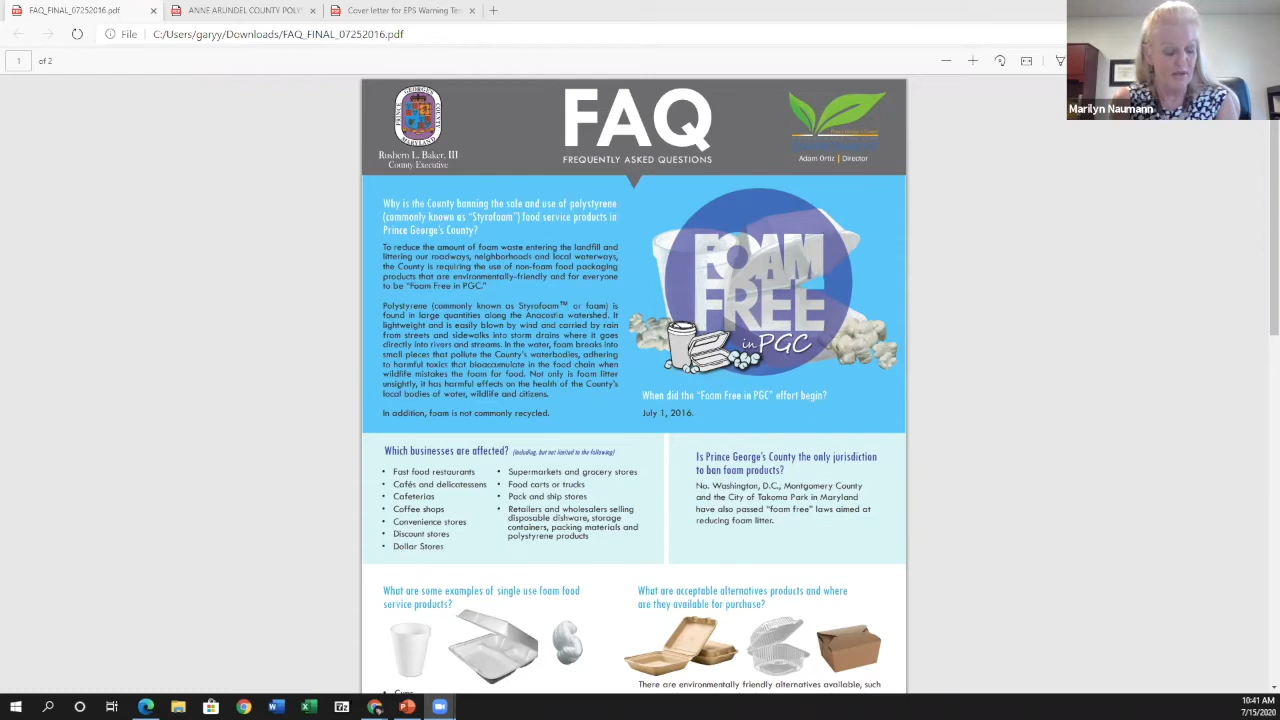 FAQ_FINAL_07252016.pdf
ANNE ARUNDEL COUNTY POLY
Cover letter for EPS Warning Ter
File
C:/Users/garyy/Downloads/FAQ_FINAL_07252016.pdf
1 of 2
Marilyn Naumann
Rushern L. Baker, III
County Executive
FAQ
FREQUENTLY ASKED QUESTIONS
Adam Ortiz | Director
Why is the County banning the sale and use of polystyrene
(commonly known as “Styrofoam”) food service products in
Prince George's County?
To reduce the amount of foam waste entering the landfill and
littering our roadways, neighborhoods and local waterways,
the County is requiring the use of non-foam food packaging
products that are environmentally-friendly and for everyone
to be “Foam Free in PGC.”
Polystyrene (commonly known as Styrofoam™ or foam) is
found in large quantities along the Anacostia watershed. It
lightweight and is easily blown by wind and carried by rain
from streets and sidewalks into storm drains where it goes
directly into rivers and streams. In the water, foam breaks into
small pieces that pollute the County's waterbodies, adhering
to harmful toxics that bioaccumulate in the food chain when
wildlife mistakes the foam for food. Not only is foam litter
unsightly, it has harmful effects on the health of the County's
local bodies of water, wildlife and citizens.
In addition, foam is not commonly recycled.
FOAM
FREE
in PGC
When did the “Foam Free in PGC” effort begin?
July 1, 2016.
Which businesses are affected? (including, but not limited to the following)
• Fast food restaurants
• Cafés and delicatessens
• Cafeterias
• Coffee shops
• Convenience stores
• Discount stores
• Dollar Stores
• Supermarkets and grocery stores
• Food carts or trucks
• Pack and ship stores
• Retailers and wholesalers selling
disposable dishware, storage
containers, packing materials and
polystyrene products
Is Prince George's County the only jurisdiction
to ban foam products?
No. Washington, D.C., Montgomery County
and the City of Takoma Park in Maryland
have also passed “foam free” laws aimed at
reducing foam litter.
What are some examples of single use foam food
service products?
What are acceptable alternatives products and where
are they available for purchase?
There are environmentally friendly alternatives available, such
• Cups
10:41 AM
7/15/2020